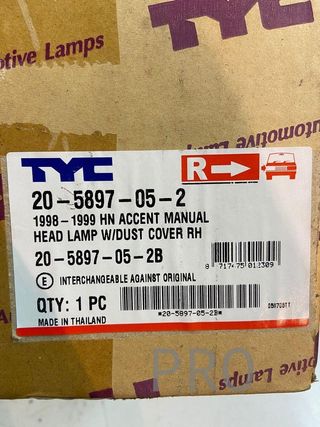 TYC
Automotive Lamps
Automotive Lamps
TYC
R
20-5897-05-2
1998-1999 HN ACCENT MANUAL
HEAD LAMP W/DUST COVER RH
20-5897-05-2B
E INTERCHANGEABLE AGAINST ORIGINAL
QTY: 1 PC
MADE IN THAILAND
*20-5897-05-2B*
PRO
Automotive Lamps